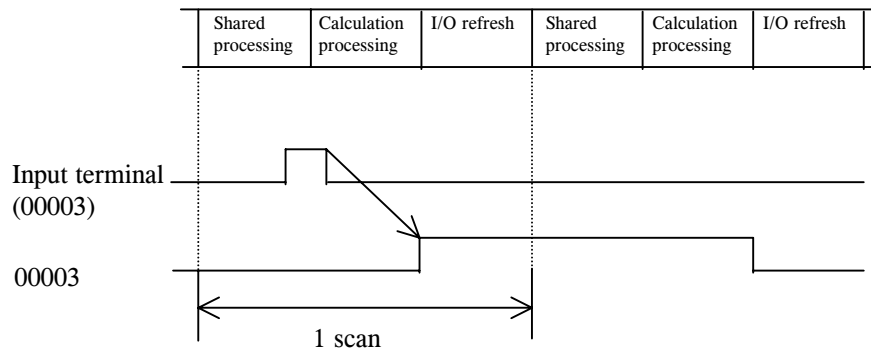 Shared processing
Calculation processing
I/O refresh
Shared processing
Calculation processing
I/O refresh
Input terminal
(00003)
00003
1 scan